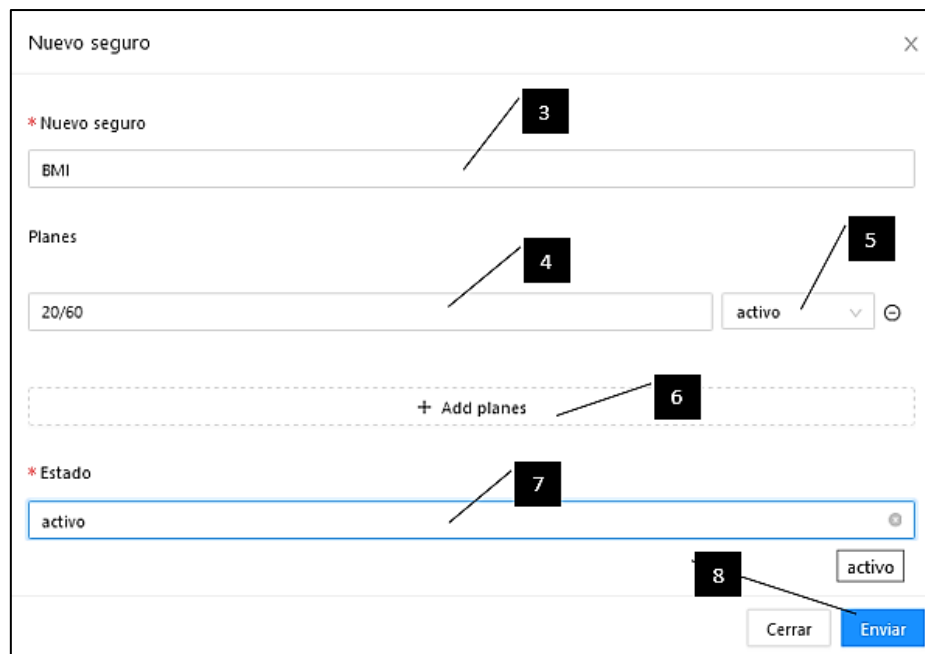 Nuevo seguro
3
* Nuevo seguro
BMI
Planes
4
5
20/60
activo
+ Add planes
6
* Estado
7
activo
8
activo
Cerrar
Enviar